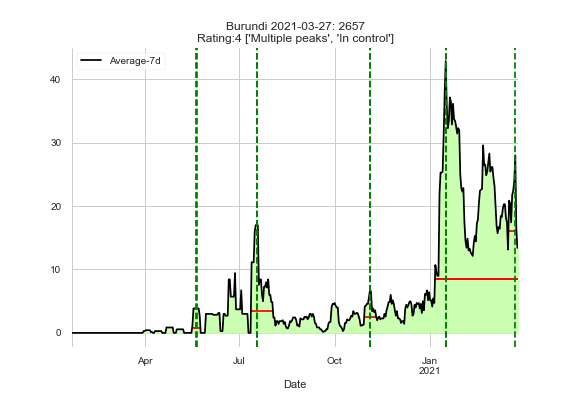 Burundi 2021-03-27: 2657
Rating:4 ['Multiple peaks', 'In control']
Average-7d
40
30
20
10
0
Apr
Jul
Oct
Jan
2021
Date